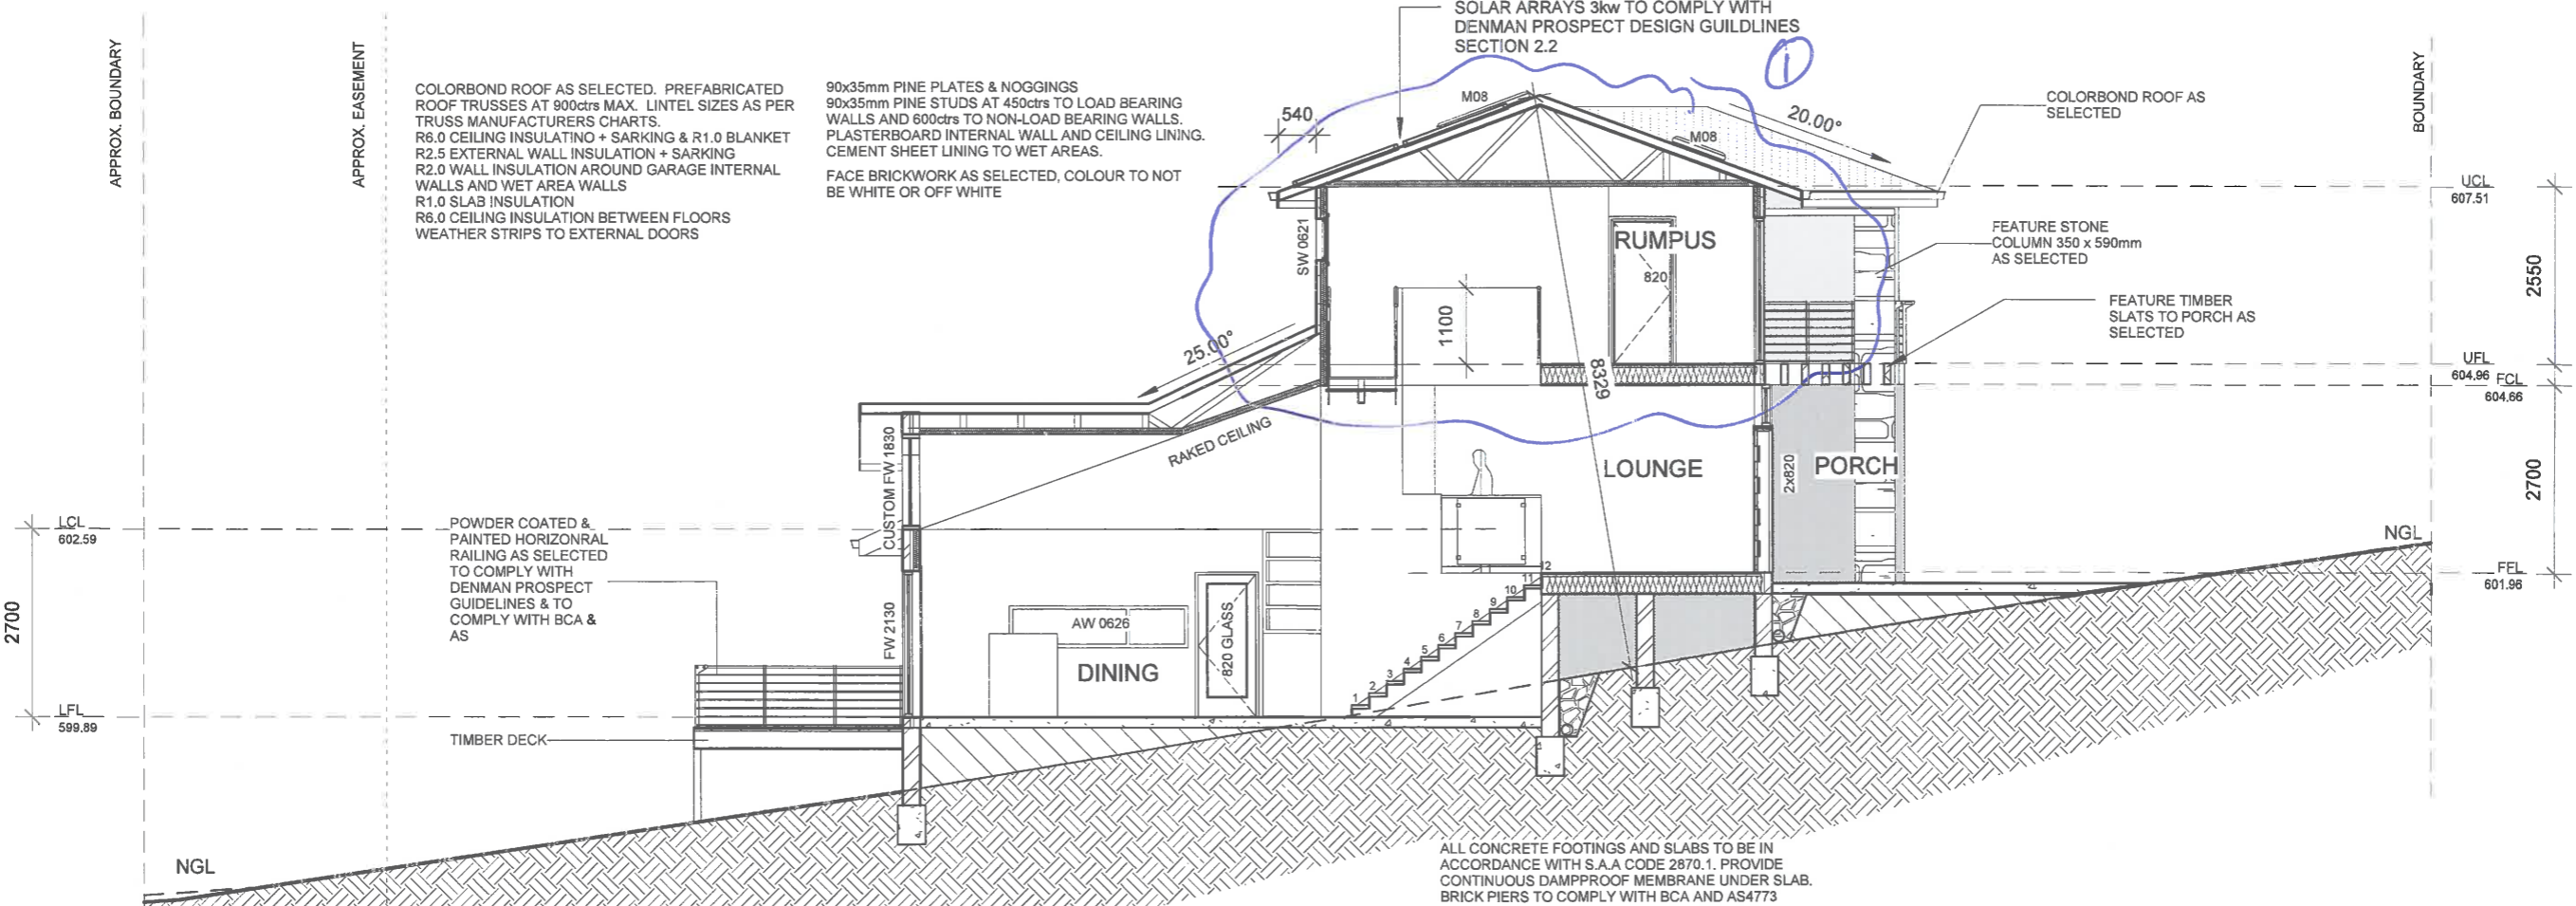 SOLAR ARRAYS 3kw TO COMPLY WITH
DENMAN PROSPECT DESIGN GUILDLINES
SECTION 2.2
1
APPROX. BOUNDARY
APPROX. EASEMENT
COLORBOND ROOF AS SELECTED. PREFABRICATED
ROOF TRUSSES AT 900ctrs MAX. LINTEL SIZES AS PER
TRUSS MANUFACTURERS CHARTS.
R6.0 CEILING INSULATINO + SARKING & R1.0 BLANKET
R2.5 EXTERNAL WALL INSULATION + SARKING
R2.0 WALL INSULATION AROUND GARAGE INTERNAL
WALLS AND WET AREA WALLS
R1.0 SLAB INSULATION
R6.0 CEILING INSULATION BETWEEN FLOORS
WEATHER STRIPS TO EXTERNAL DOORS
90x35mm PINE PLATES & NOGGINGS
90x35mm PINE STUDS AT 450ctrs TO LOAD BEARING
WALLS AND 600ctrs TO NON-LOAD BEARING WALLS.
PLASTERBOARD INTERNAL WALL AND CEILING LINING.
CEMENT SHEET LINING TO WET AREAS.
FACE BRICKWORK AS SELECTED, COLOUR TO NOT
BE WHITE OR OFF WHITE
540
M08
M08
20.00°
COLORBOND ROOF AS
SELECTED
BOUNDARY
UCL
607.51
SW 0621
RUMPUS
820
FEATURE STONE
COLUMN 350 x 590mm
AS SELECTED
2550
FEATURE TIMBER
SLATS TO PORCH AS
SELECTED
1100
25.00°
8329
UFL
604.96
FCL
604.66
RAKED CEILING
CUSTOM FW 1830
LOUNGE
2x820
PORCH
2700
LCL
602.59
POWDER COATED &
PAINTED HORIZONRAL
RAILING AS SELECTED
TO COMPLY WITH
DENMAN PROSPECT
GUIDELINES & TO
COMPLY WITH BCA &
AS
NGL
FFL
601.96
2700
FW 2130
AW 0626
820 GLASS
DINING
1
2
3
4
5
6
7
8
9
10
11
12
LFL
599.89
TIMBER DECK
NGL
ALL CONCRETE FOOTINGS AND SLABS TO BE IN
ACCORDANCE WITH S.A.A CODE 2870.1. PROVIDE
CONTINUOUS DAMPPROOF MEMBRANE UNDER SLAB.
BRICK PIERS TO COMPLY WITH BCA AND AS4773